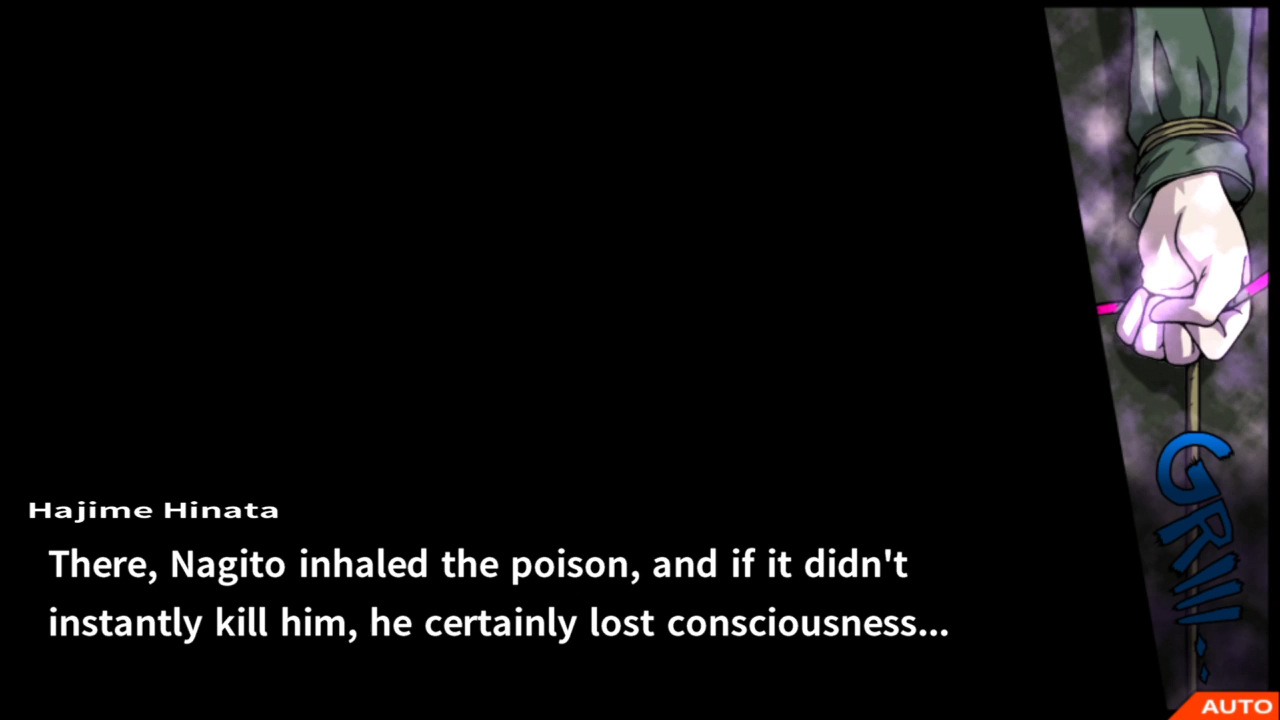 Hajime Hinata
There, Nagito inhaled the poison, and if it didn't
instantly kill him, he certainly lost consciousness...
GRIII...
AUTO